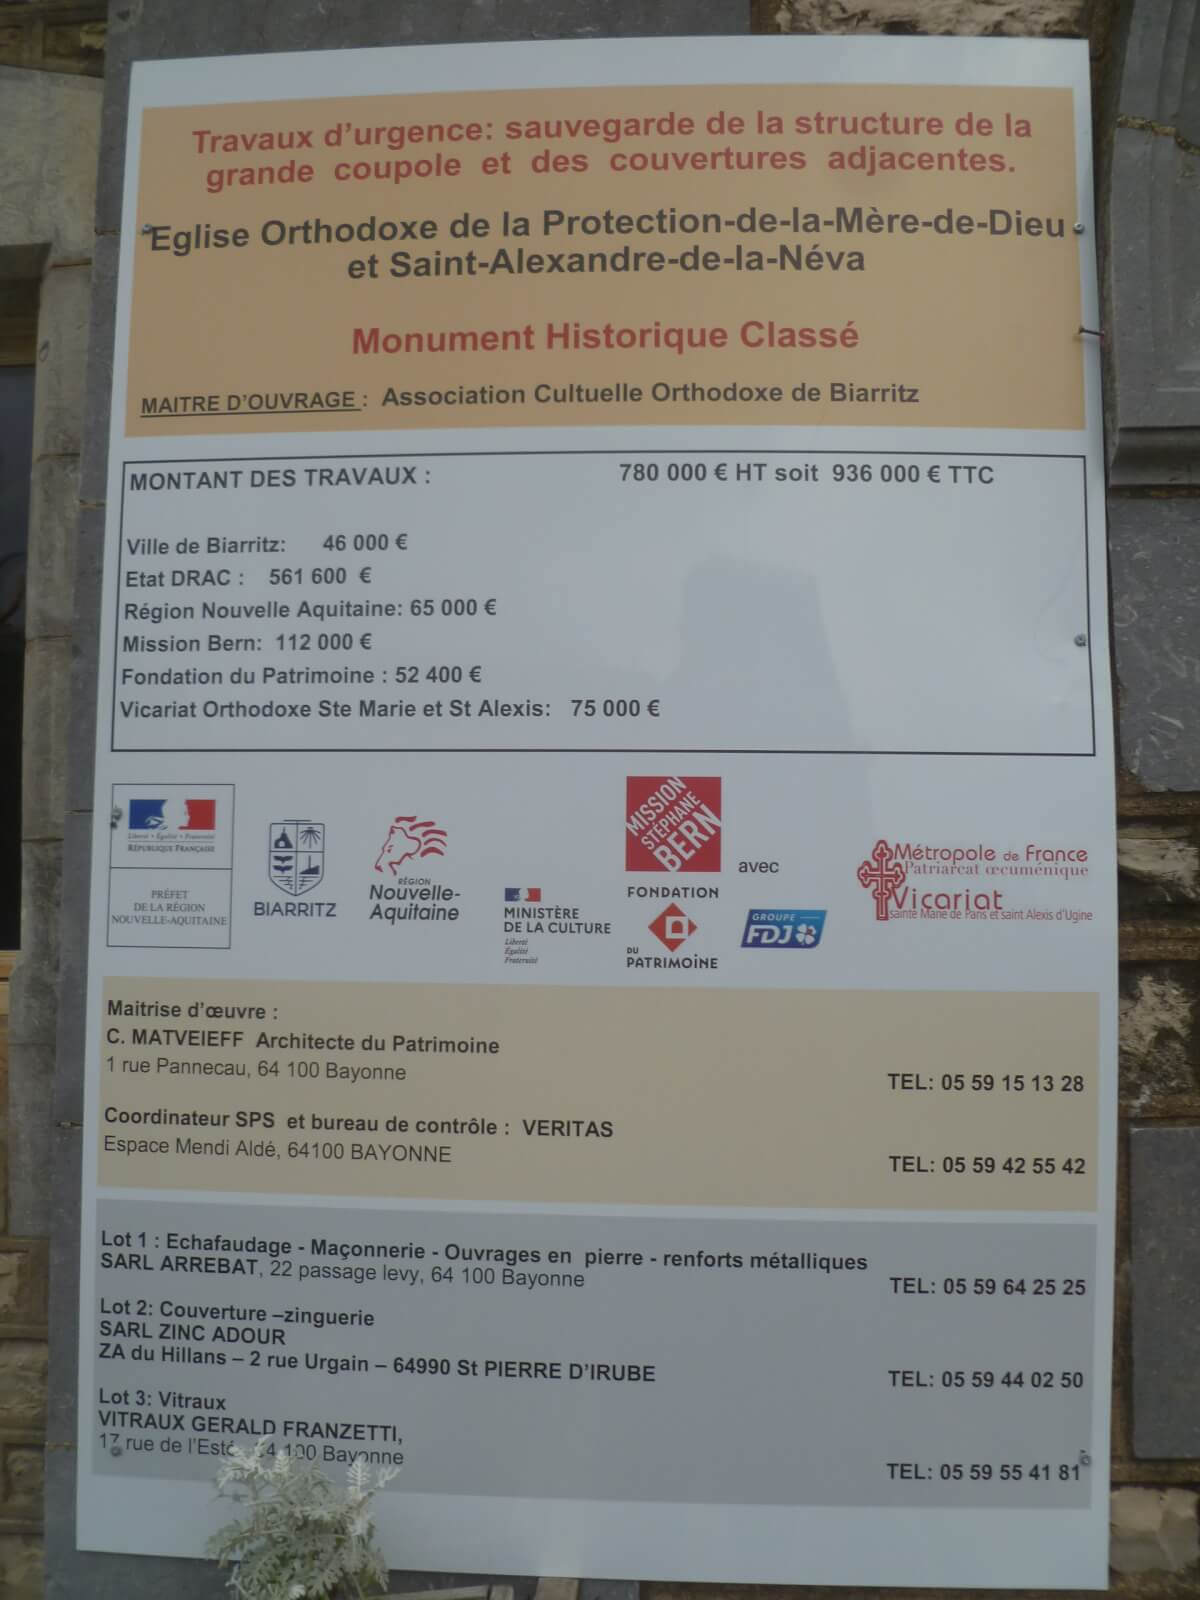 Travaux d'urgence: sauvegarde de la structure de la
grande coupole et des couvertures adjacentes.
Eglise Orthodoxe de la Protection-de-la-Mère-de-Dieu
et Saint-Alexandre-de-la-Néva
Monument Historique Classé
MAITRE D'OUVRAGE : Association Cultuelle Orthodoxe de Biarritz
MONTANT DES TRAVAUX : 780 000 € HT soit 936 000 € TTC
Ville de Biarritz: 46 000 €
Etat DRAC : 561 600 €
Région Nouvelle Aquitaine: 65 000 €
Mission Bern: 112 000 €
Fondation du Patrimoine : 52 400 €
Vicariat Orthodoxe Ste Marie et St Alexis: 75 000 €
Liberté • Égalité • Fraternité
RÉPUBLIQUE FRANÇAISE
PRÉFET
DE LA RÉGION
NOUVELLE-AQUITAINE
BIARRITZ
RÉGION
Nouvelle-
Aquitaine
MINISTÈRE
DE LA CULTURE
Liberté
Égalité
Fraternité
MISSION
STÉPHANE
BERN
FONDATION
DU
PATRIMOINE
avec
GROUPE
FDJ
Métropole de France
Patriarcat œcuménique
Vicariat
sainte Marie de Paris et saint Alexis d'Ugine
Maitrise d'œuvre :
C. MATVEIEFF Architecte du Patrimoine
1 rue Pannecau, 64 100 Bayonne
TEL: 05 59 15 13 28
Coordinateur SPS et bureau de contrôle : VERITAS
Espace Mendi Aldé, 64100 BAYONNE
TEL: 05 59 42 55 42
Lot 1 : Echafaudage - Maçonnerie - Ouvrages en pierre - renforts métalliques
SARL ARREBAT, 22 passage levy, 64 100 Bayonne
TEL: 05 59 64 25 25
Lot 2: Couverture –zinguerie
SARL ZINC ADOUR
ZA du Hillans – 2 rue Urgain – 64990 St PIERRE D'IRUBE
TEL: 05 59 44 02 50
Lot 3: Vitraux
VITRAUX GERALD FRANZETTI,
17 rue de l'Esté, 64 100 Bayonne
TEL: 05 59 55 41 81